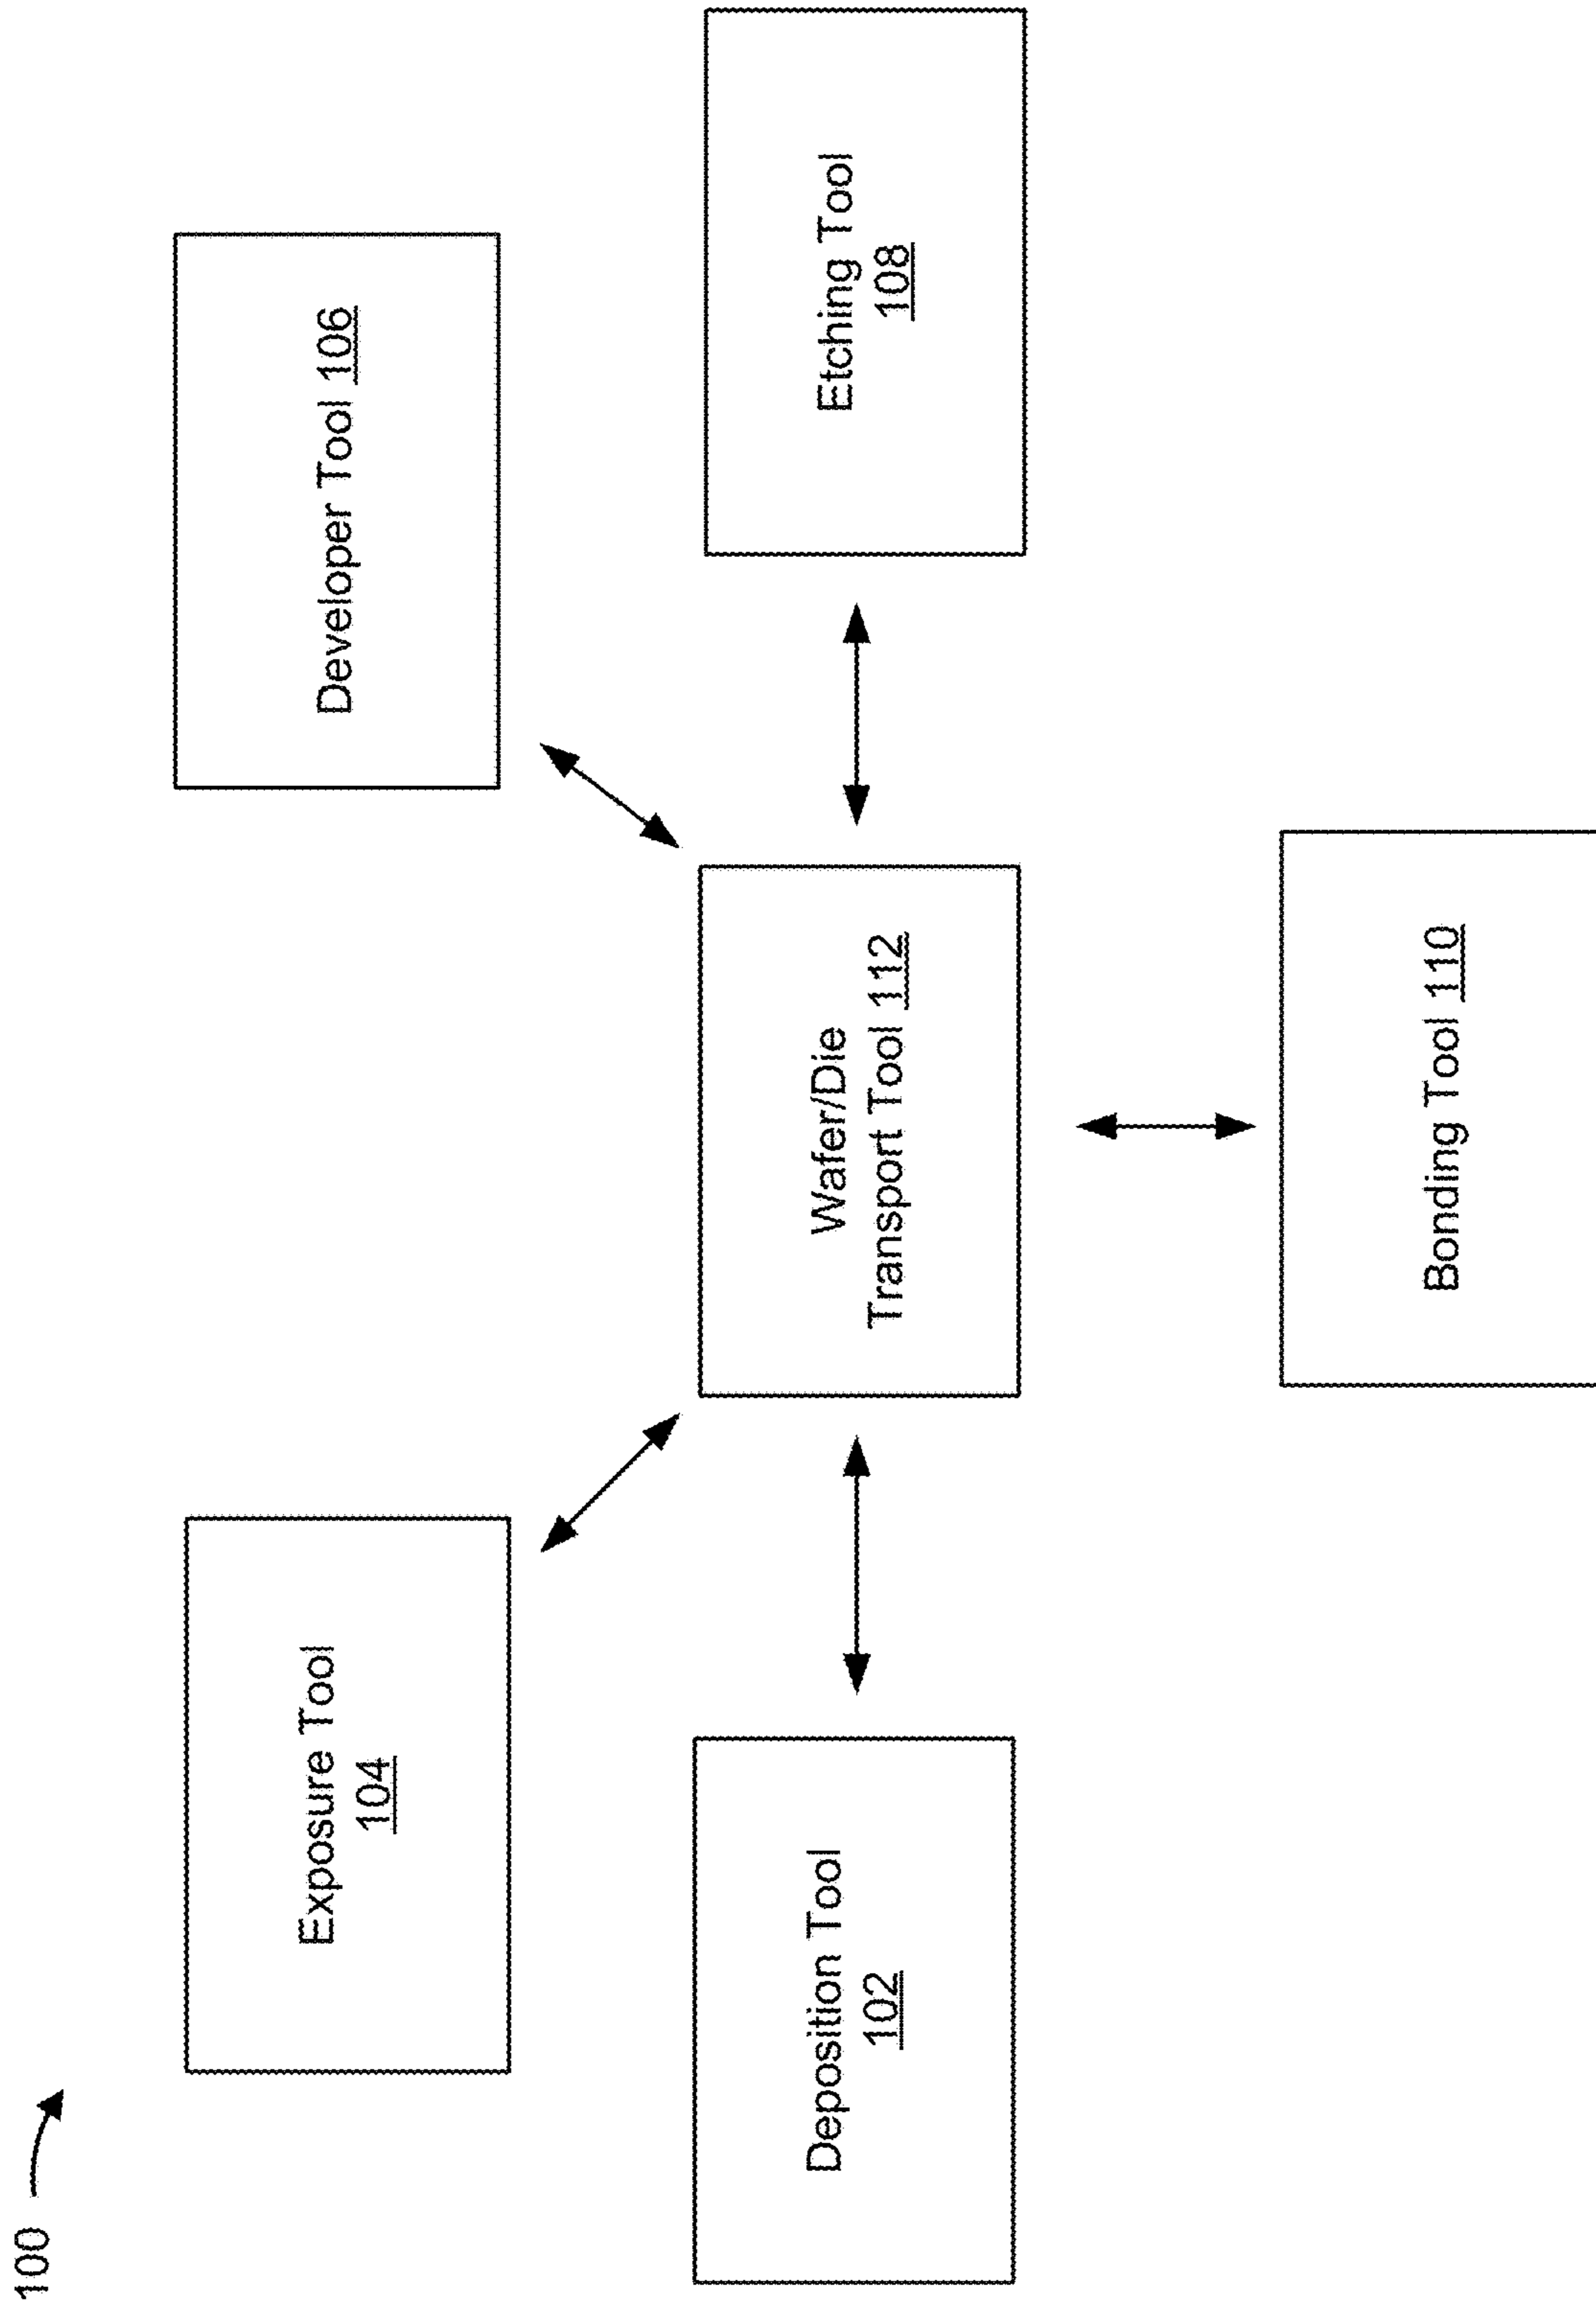 100
Exposure Tool
104
Developer Tool 106
Deposition Tool
102
Wafer/Die
Transport Tool 112
Etching Tool
108
Bonding Tool 110